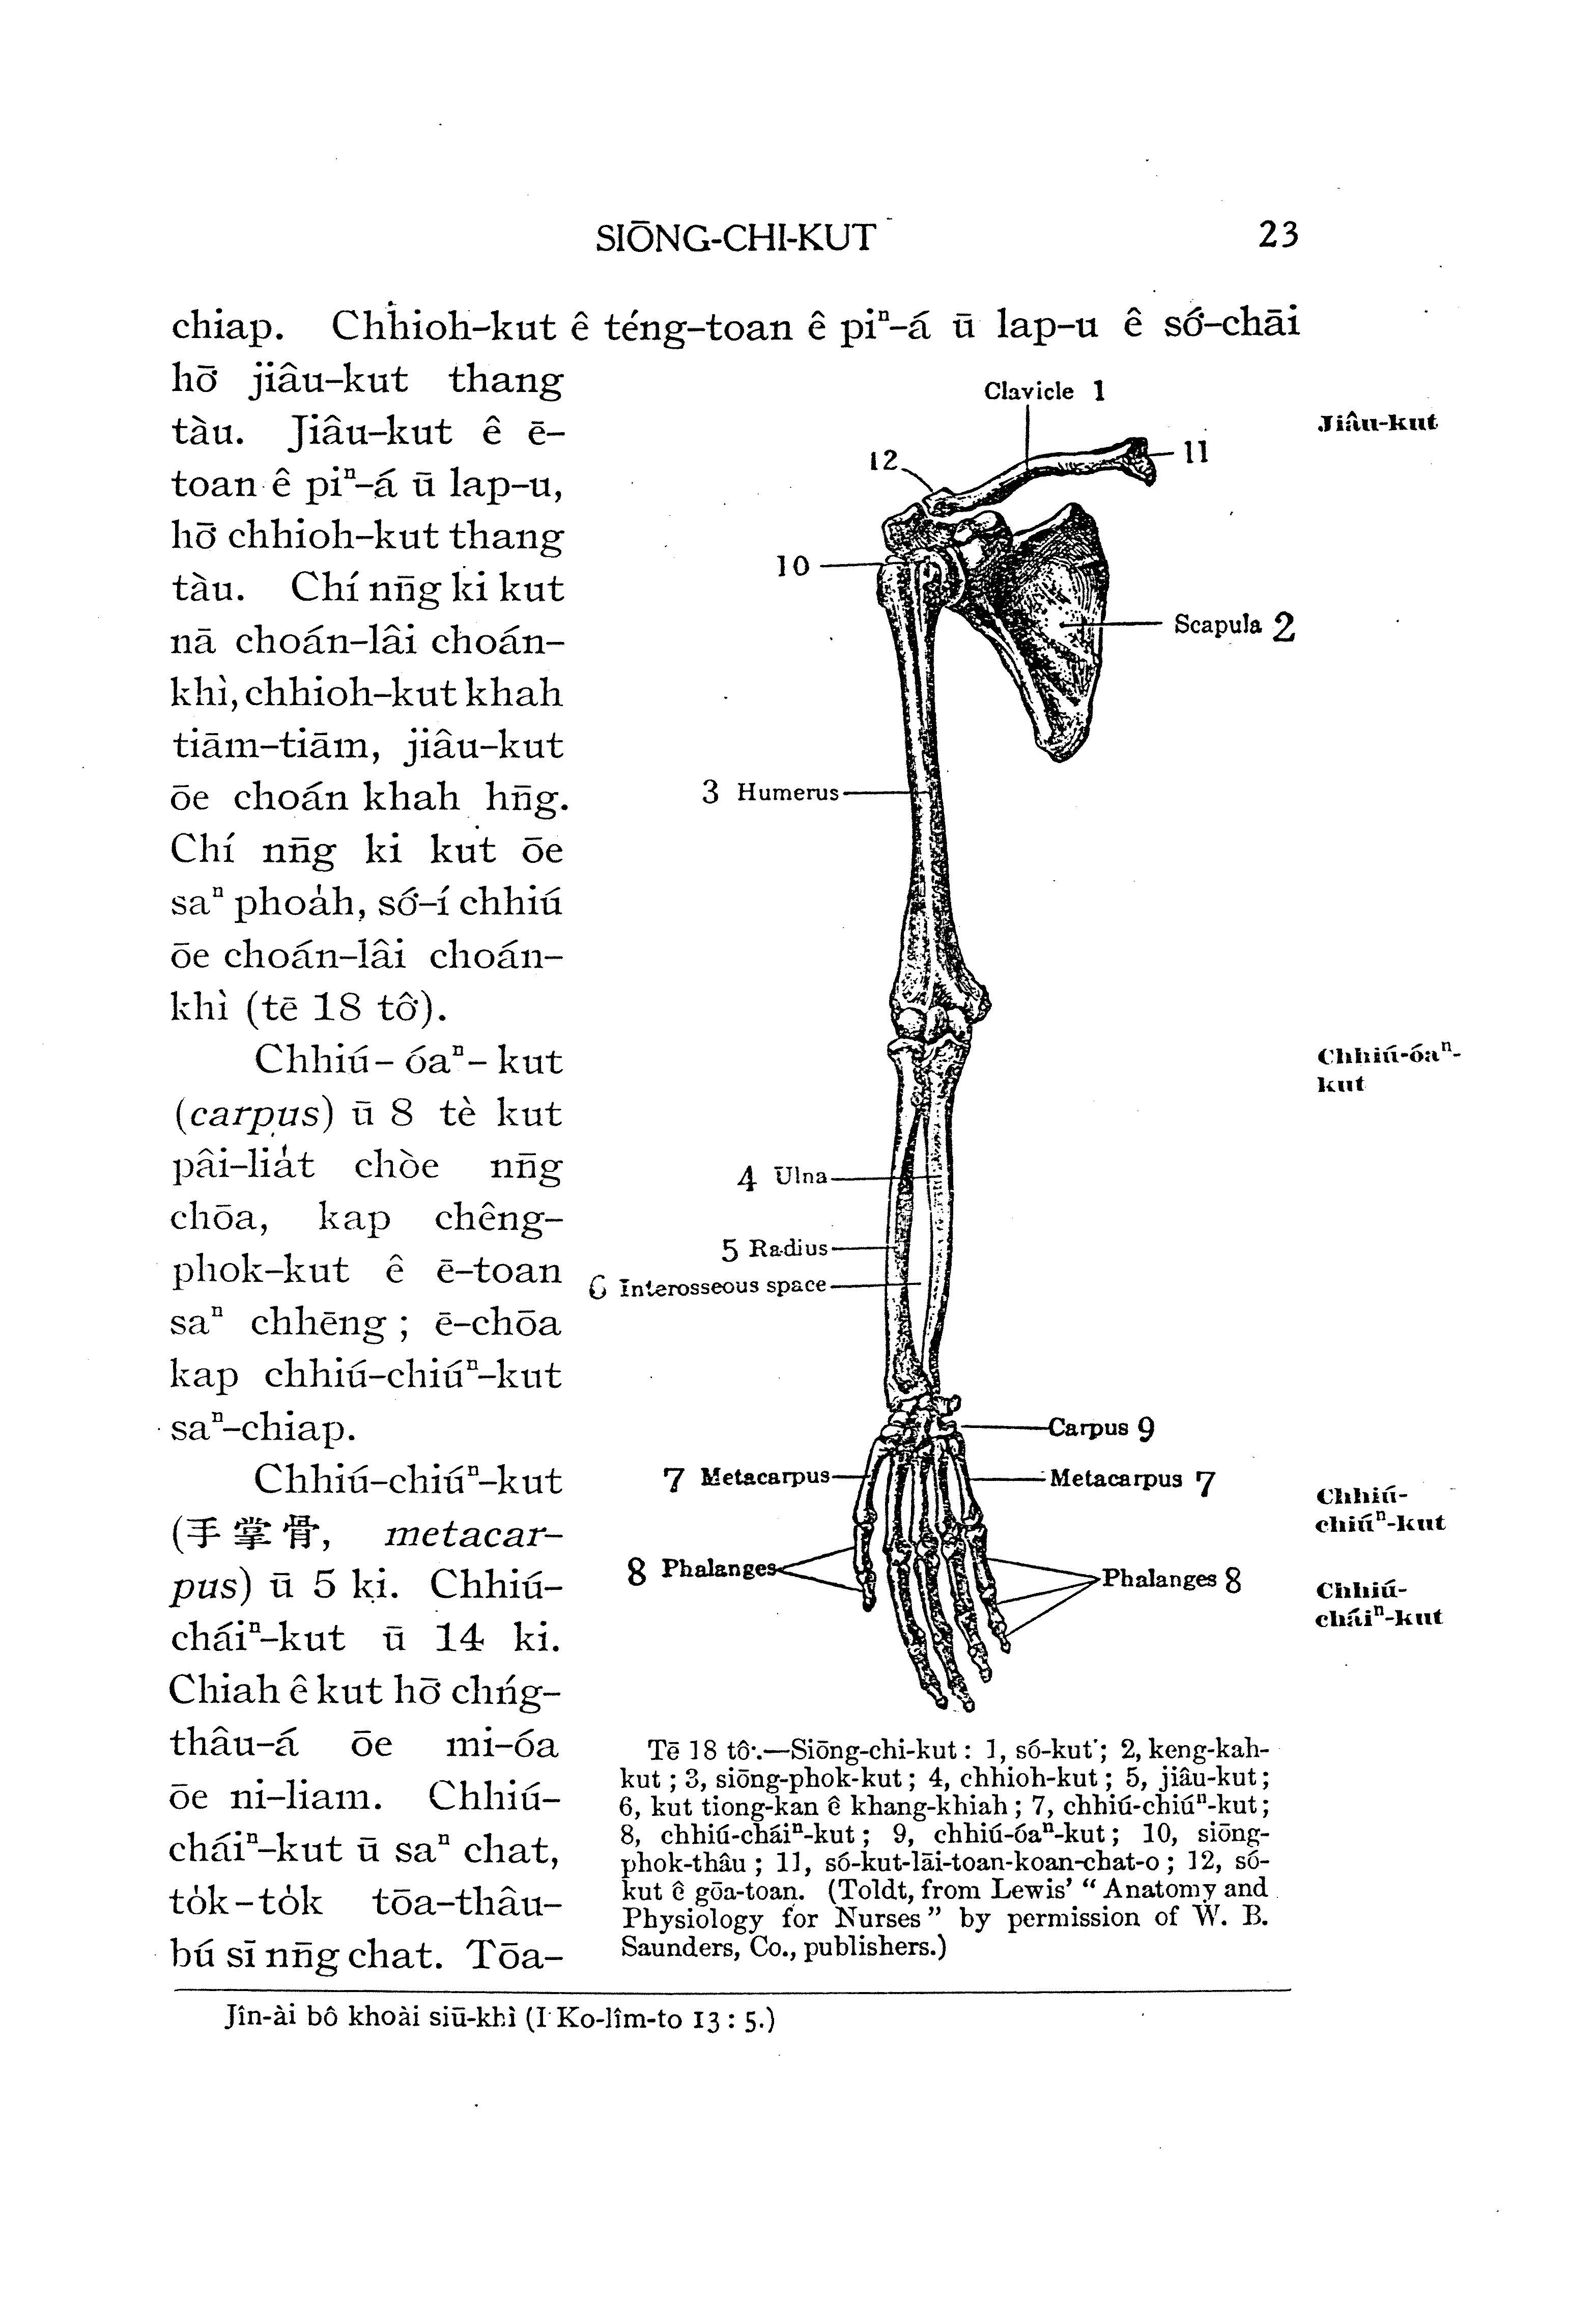 SIŌNG-CHI-KUT 23
chiap. Chhioh-kut ê téng-toan ê piⁿ-á ū lap-u ê só͘-chāi
hō͘ jiâu-kut thang
tàu. Jiâu-kut ê ē-
toan ê piⁿ-á ū lap-u,
hō͘ chhioh-kut thang
tàu. Chí nn̄g ki kut
nā choán-lâi choán-
khì, chhioh-kut khah
tiām-tiām, jiâu-kut
ōe choán khah hn̄g.
Chí nn̄g ki kut ōe
saⁿ phoa̍h, só͘-í chhiú
ōe choán-lâi choán-
khì (tē 18 tô͘).
Chhiú-óaⁿ-kut
(carpus) ū 8 tè kut
pâi-lia̍t chòe nn̄g
chōa, kap chêng-
phok-kut ê ē-toan
saⁿ chhēng; ē-chōa
kap chhiú-chiúⁿ-kut
saⁿ-chiap.
Chhiú-chiúⁿ-kut
(手掌骨, metacar-
pus) ū 5 ki. Chhiú-
cháiⁿ-kut ū 14 ki.
Chiah ê kut hō͘ chńg-
thâu-á ōe mi-óa
ōe ni-liam. Chhiú-
cháiⁿ-kut ū saⁿ chat,
to̍k-to̍k tōa-thâu-
bú sī nn̄g chat. Tōa-
Clavicle 1
12
11
10
Scapula 2
3 Humerus
4 Ulna
5 Radius
6 Interosseous space
Carpus 9
7 Metacarpus
Metacarpus 7
8 Phalanges
Phalanges 8
Tē 18 tô͘.—Siōng-chi-kut: 1, só-kut; 2, keng-kah-
kut; 3, siōng-phok-kut; 4, chhioh-kut; 5, jiâu-kut;
6, kut tiong-kan ê khang-khiah; 7, chhiú-chiúⁿ-kut;
8, chhiú-cháiⁿ-kut; 9, chhiú-óaⁿ-kut; 10, siōng-
phok-thâu; 11, só-kut-lāi-toan-koan-chat-o; 12, só-
kut ê gōa-toan. (Toldt, from Lewis' “Anatomy and
Physiology for Nurses” by permission of W. B.
Saunders, Co., publishers.)
Jiâu-kut
Chhiú-óaⁿ-
kut
Chhiú-
chiúⁿ-kut
Chhiú-
cháiⁿ-kut
Jîn-ài bô khoài siū-khì (I Ko-lîm-to 13 : 5.)